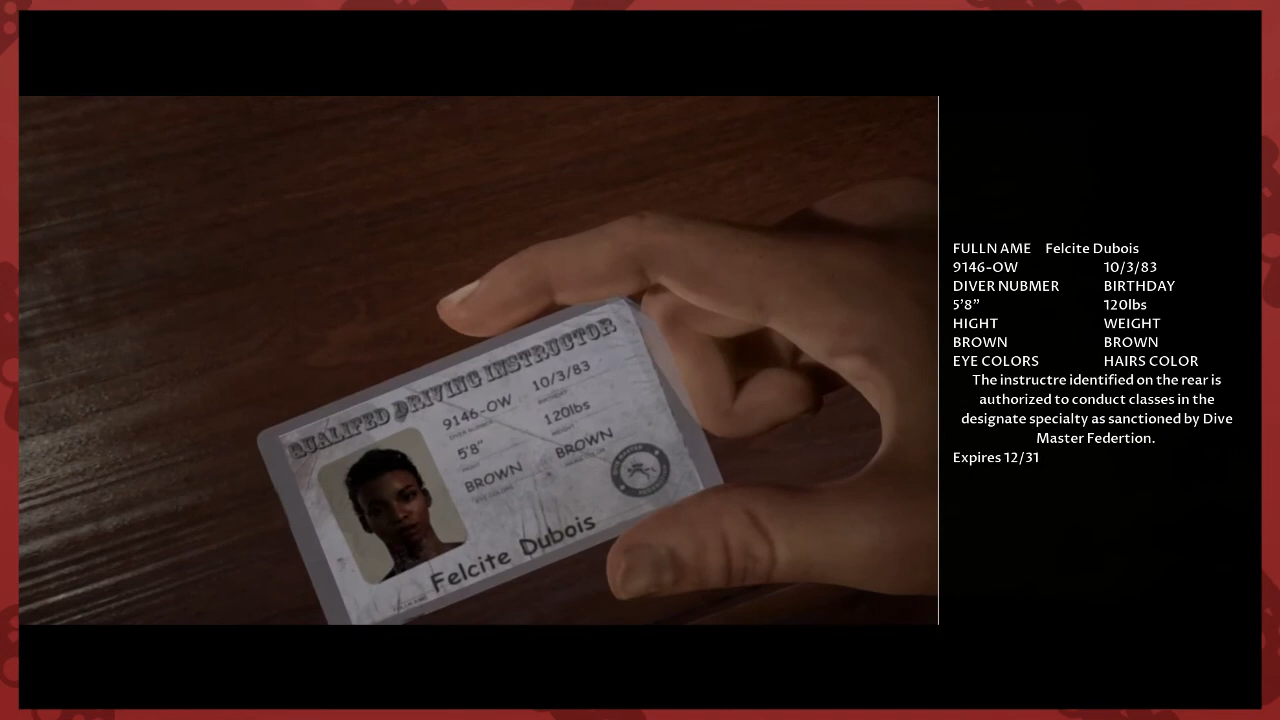 QUALIFED DRIVING INSTRUCTOR
9146-OW 10/3/83
5'8" 120lbs
BROWN BROWN
EYE COLORS
Felcite Dubois
FULLN AME Felcite Dubois
9146-OW 10/3/83
DIVER NUBMER BIRTHDAY
5’8” 120lbs
HIGHT WEIGHT
BROWN BROWN
EYE COLORS HAIRS COLOR
The instructre identified on the rear is
authorized to conduct classes in the
designate specialty as sanctioned by Dive
Master Federtion.
Expires 12/31